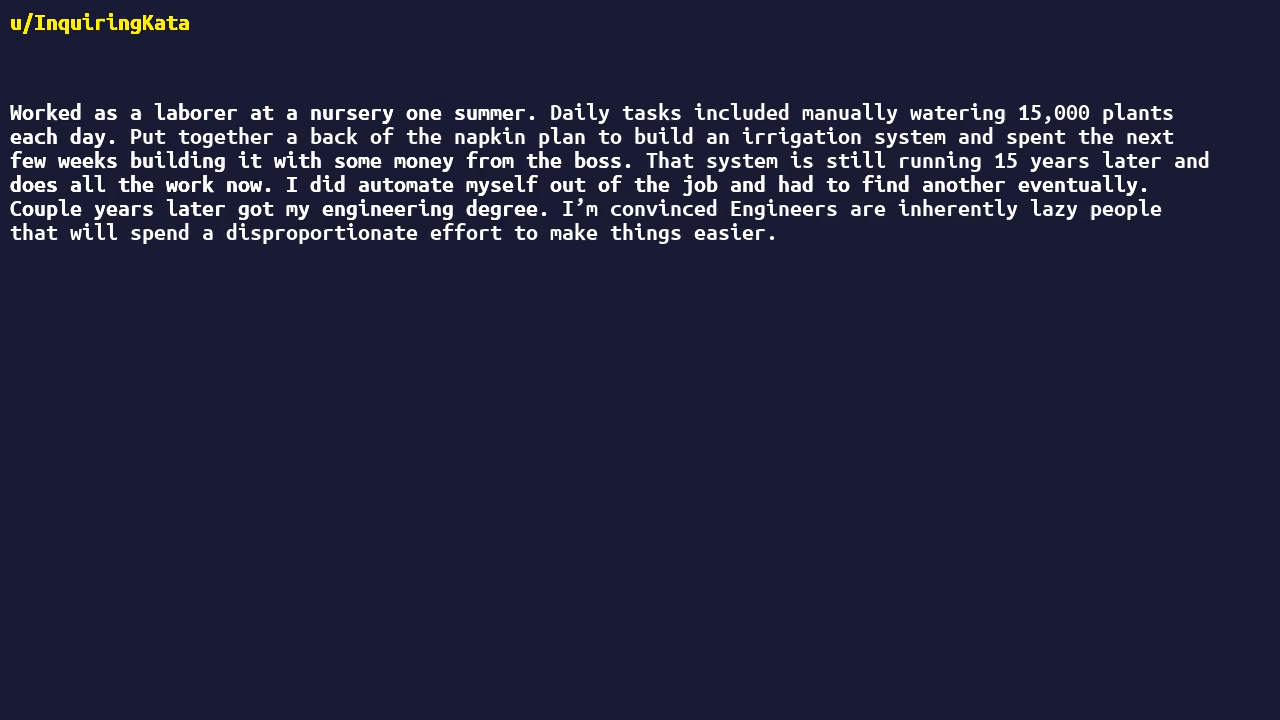 u/InquiringKata
Worked as a laborer at a nursery one summer. Daily tasks included manually watering 15,000 plants
each day. Put together a back of the napkin plan to build an irrigation system and spent the next
few weeks building it with some money from the boss. That system is still running 15 years later and
does all the work now. I did automate myself out of the job and had to find another eventually.
Couple years later got my engineering degree. I’m convinced Engineers are inherently lazy people
that will spend a disproportionate effort to make things easier.